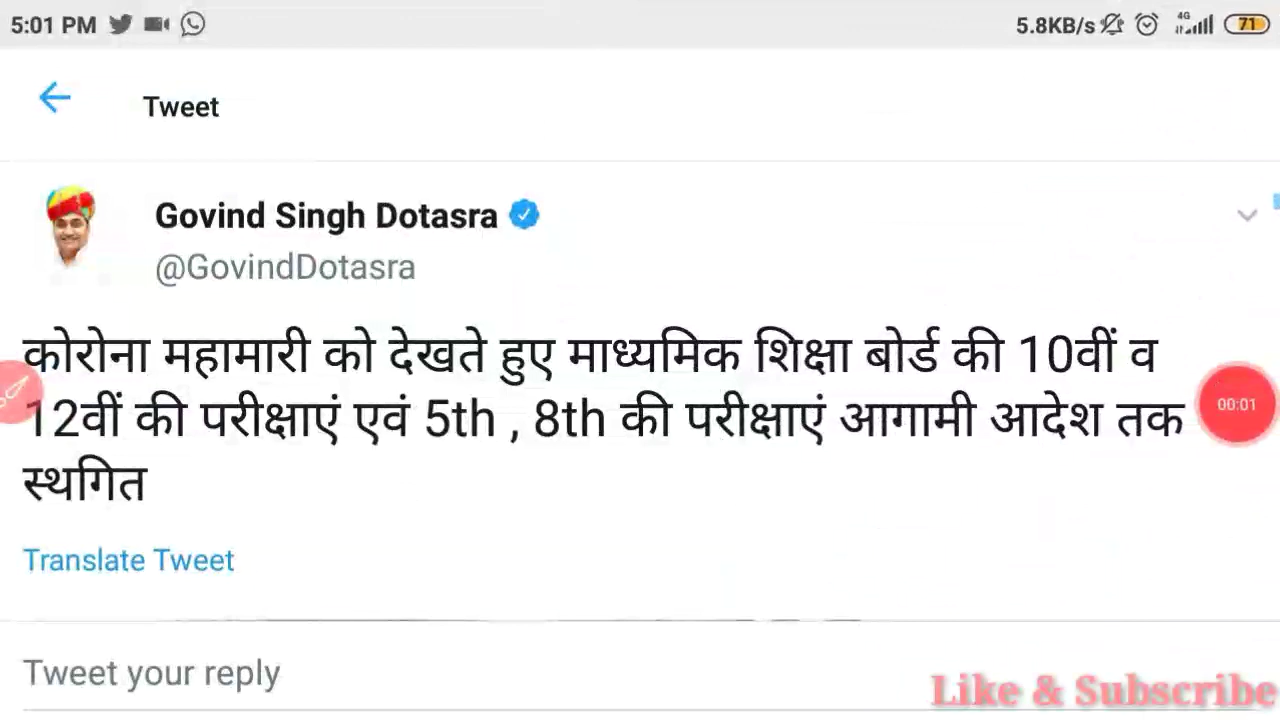 5:01 PM 5.8KB/s 4G 71
Tweet
Govind Singh Dotasra
@GovindDotasra
कोरोना महामारी को देखते हुए माध्यमिक शिक्षा बोर्ड की 10वीं व
12वीं की परीक्षाएं एवं 5th , 8th की परीक्षाएं आगामी आदेश तक
स्थगित
00:01
Translate Tweet
Tweet your reply
Like & Subscribe